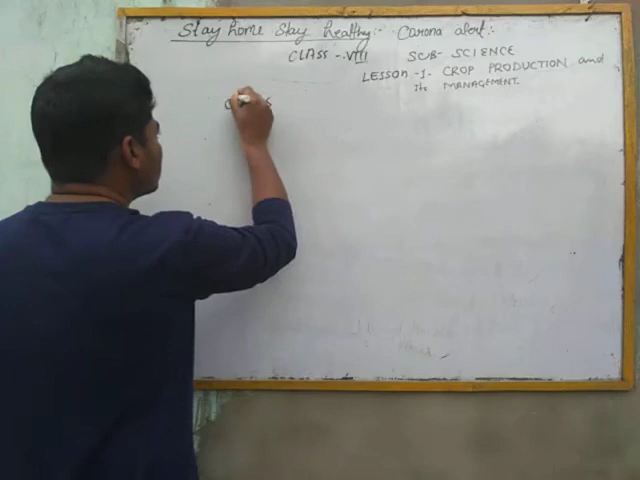 Stay home Stay healthy:- Carona alert:-
CLASS -. VIII SUB- SCIENCE
LESSON -1- CROP PRODUCTION and
its MANAGEMENT.